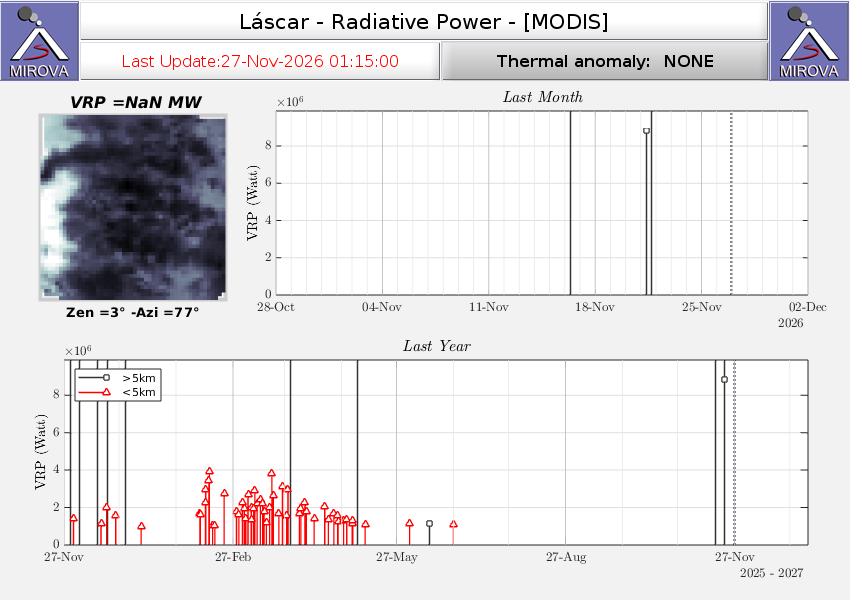 Láscar - Radiative Power - [MODIS]
MIROVA
Last Update:27-Nov-2026 01:15:00
Thermal anomaly: NONE
MIROVA
VRP =NaN MW
Zen =3° -Azi =77°
Last Month
×10⁶
VRP (Watt)
8
6
4
2
0
28-Oct
04-Nov
11-Nov
18-Nov
25-Nov
02-Dec
2026
Last Year
×10⁶
VRP (Watt)
8
6
4
2
0
>5km
<5km
27-Nov
27-Feb
27-May
27-Aug
27-Nov
2025 - 2027